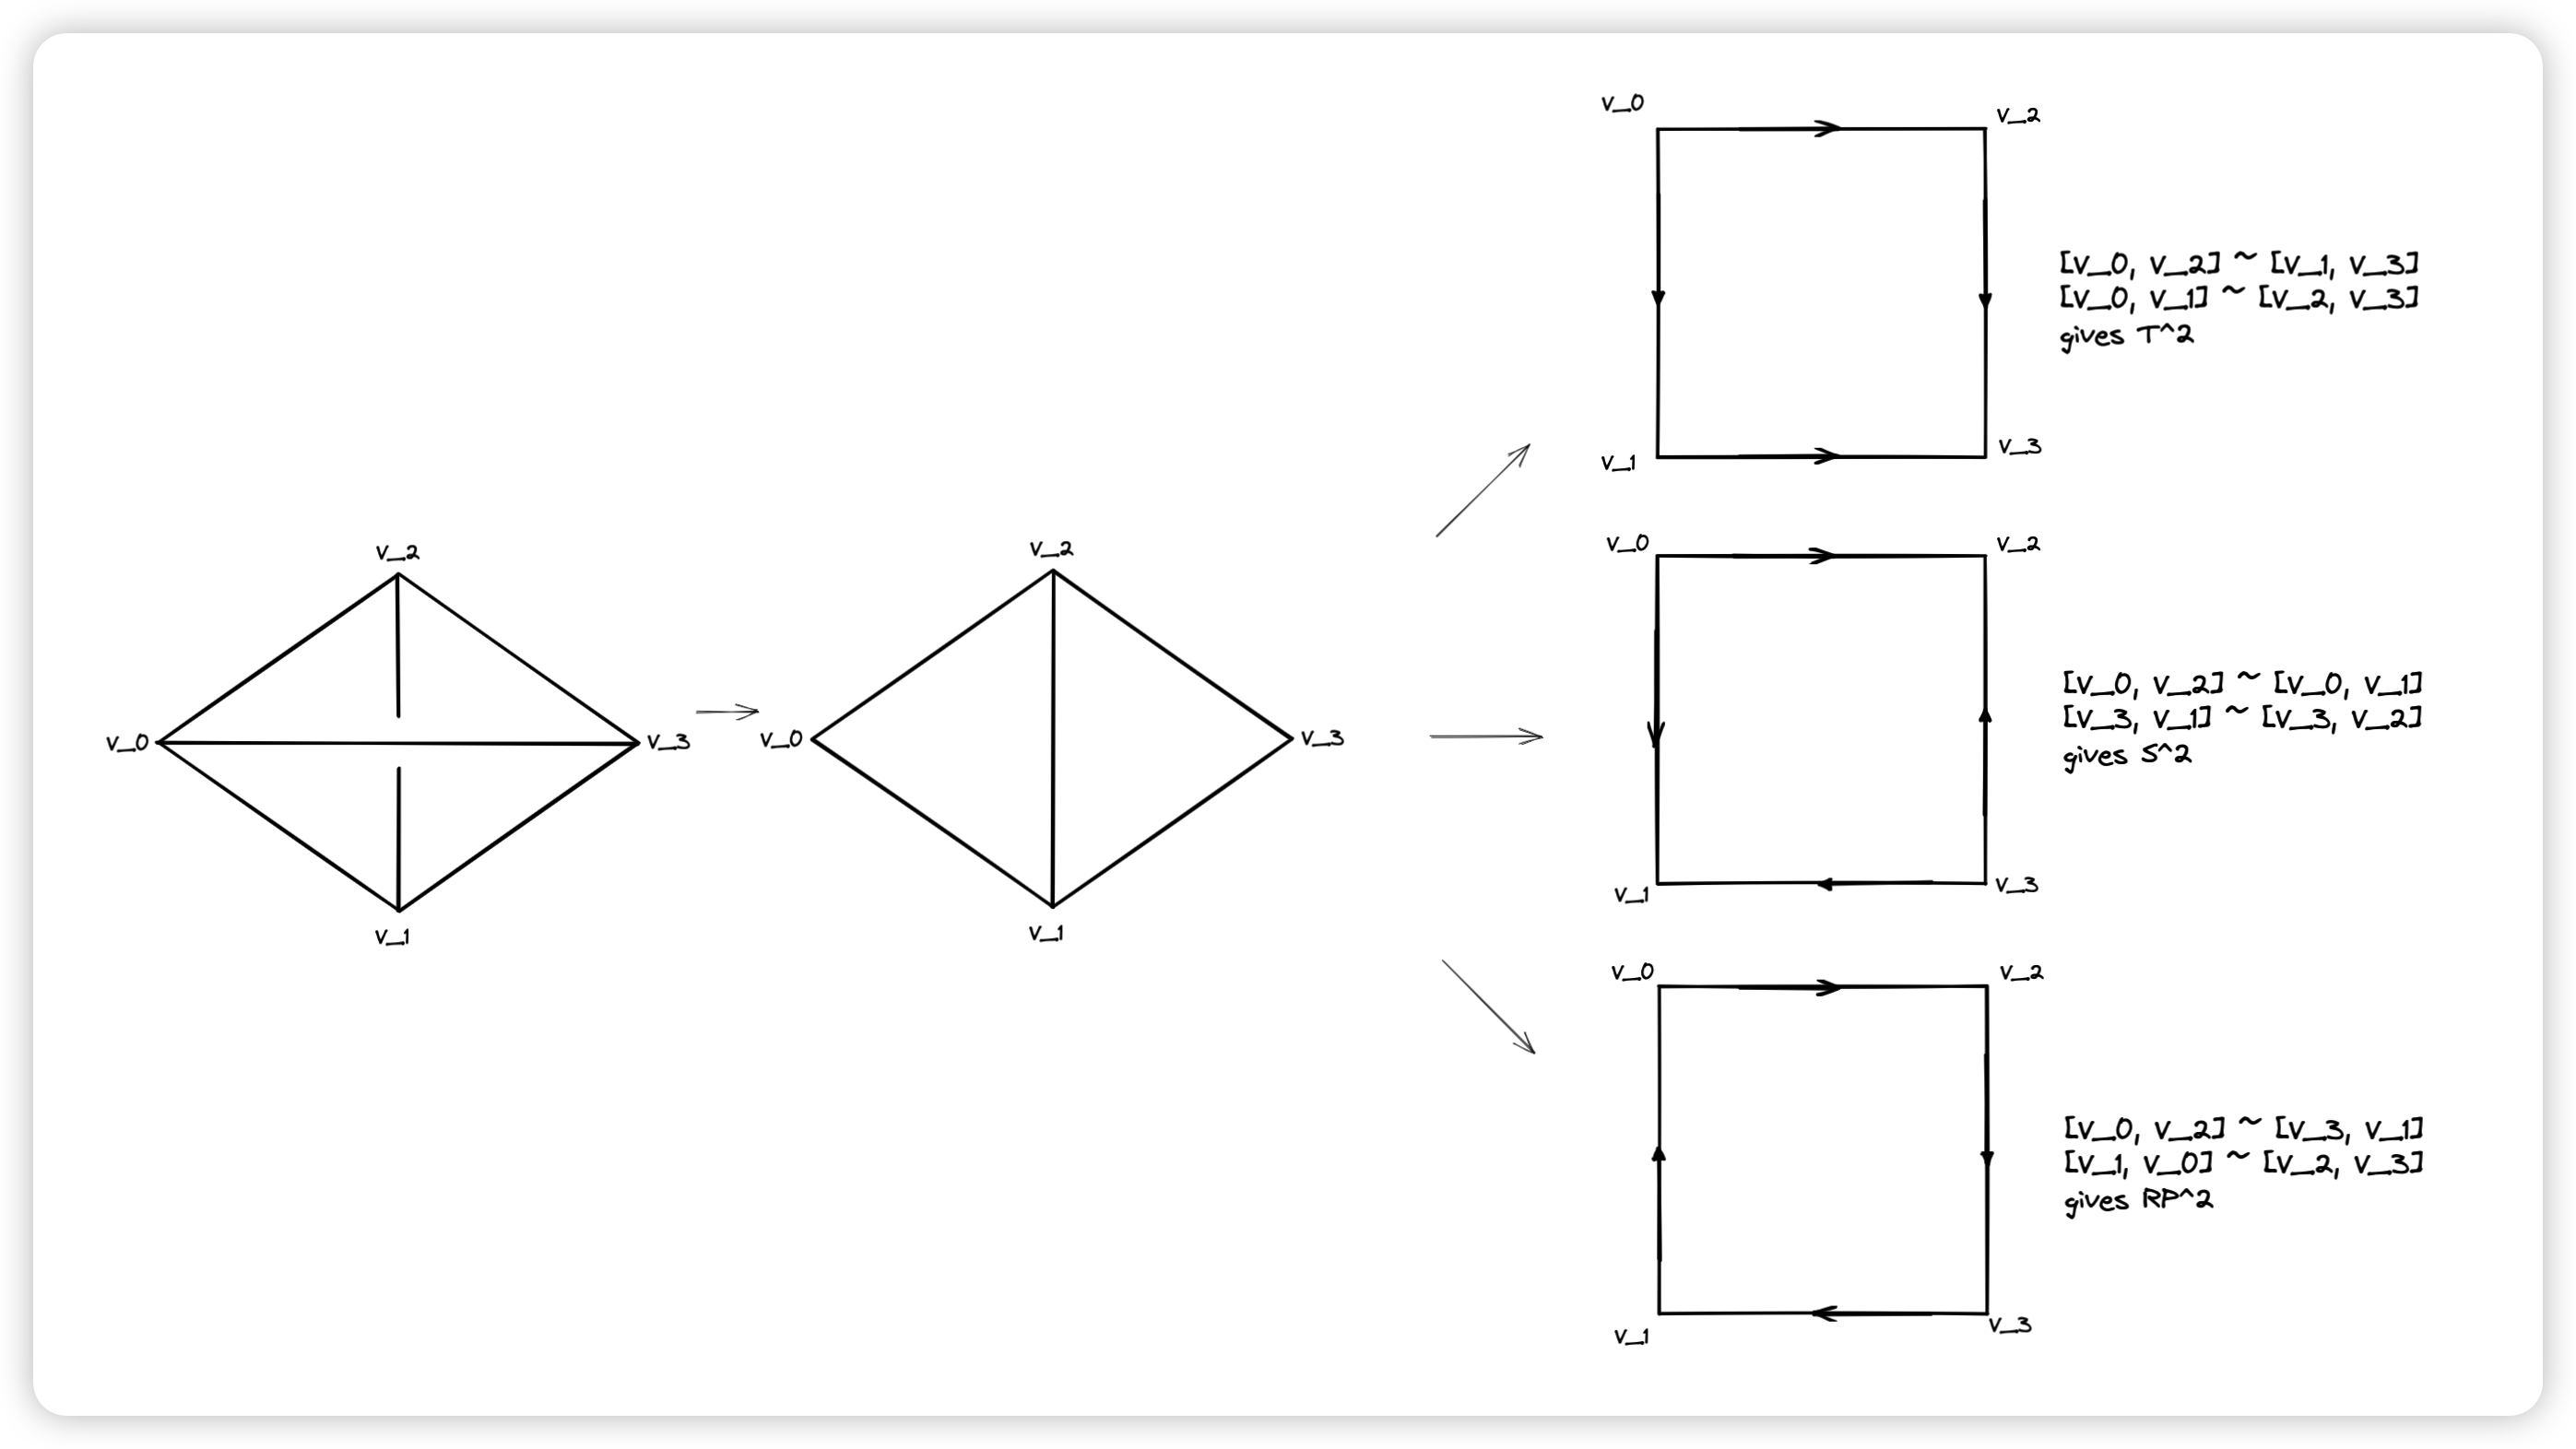 v_2
v_0
v_3
v_1
v_2
v_0
v_3
v_1
v_0
v_2
v_1
v_3
[v_0, v_2] ~ [v_1, v_3]
[v_0, v_1] ~ [v_2, v_3]
gives T^2
v_0
v_2
v_1
v_3
[v_0, v_2] ~ [v_0, v_1]
[v_3, v_1] ~ [v_3, v_2]
gives S^2
v_0
v_2
v_1
v_3
[v_0, v_2] ~ [v_3, v_1]
[v_1, v_0] ~ [v_2, v_3]
gives RP^2